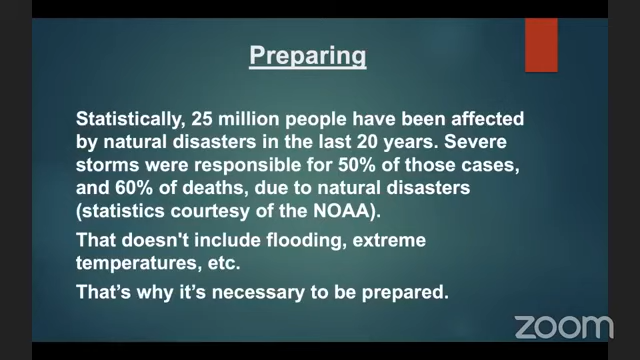 Preparing
Statistically, 25 million people have been affected
by natural disasters in the last 20 years. Severe
storms were responsible for 50% of those cases,
and 60% of deaths, due to natural disasters
(statistics courtesy of the NOAA).
That doesn't include flooding, extreme
temperatures, etc.
That’s why it’s necessary to be prepared.
zoom